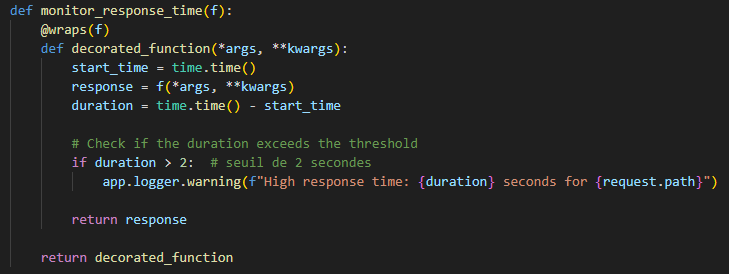 def monitor_response_time(f):
    @wraps(f)
    def decorated_function(*args, **kwargs):
        start_time = time.time()
        response = f(*args, **kwargs)
        duration = time.time() - start_time

        # Check if the duration exceeds the threshold
        if duration > 2:  # seuil de 2 secondes
            app.logger.warning(f"High response time: {duration} seconds for {request.path}")

        return response

    return decorated_function